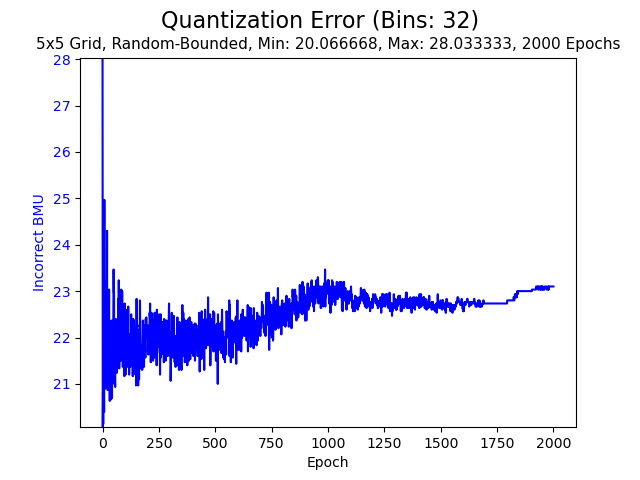 Quantization Error (Bins: 32)
5x5 Grid, Random-Bounded, Min: 20.066668, Max: 28.033333, 2000 Epochs
28
27
26
25
24
23
22
21
Incorrect BMU
0 250 500 750 1000 1250 1500 1750 2000
Epoch